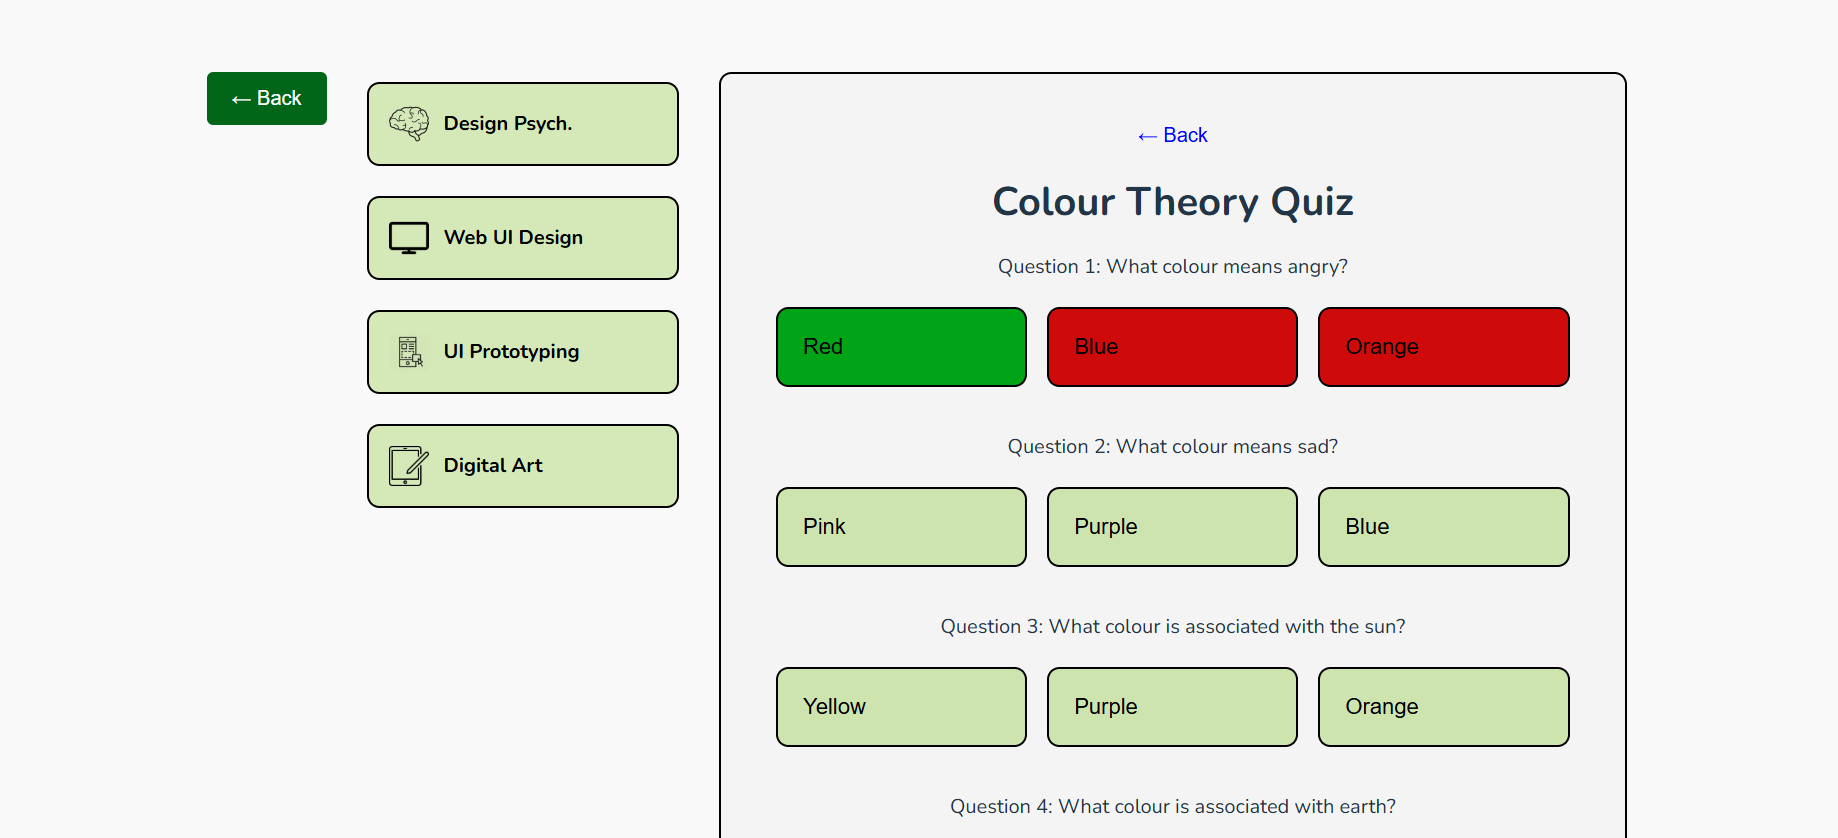 ← Back
Design Psych.
Web UI Design
UI Prototyping
Digital Art
← Back
Colour Theory Quiz
Question 1: What colour means angry?
Red
Blue
Orange
Question 2: What colour means sad?
Pink
Purple
Blue
Question 3: What colour is associated with the sun?
Yellow
Purple
Orange
Question 4: What colour is associated with earth?